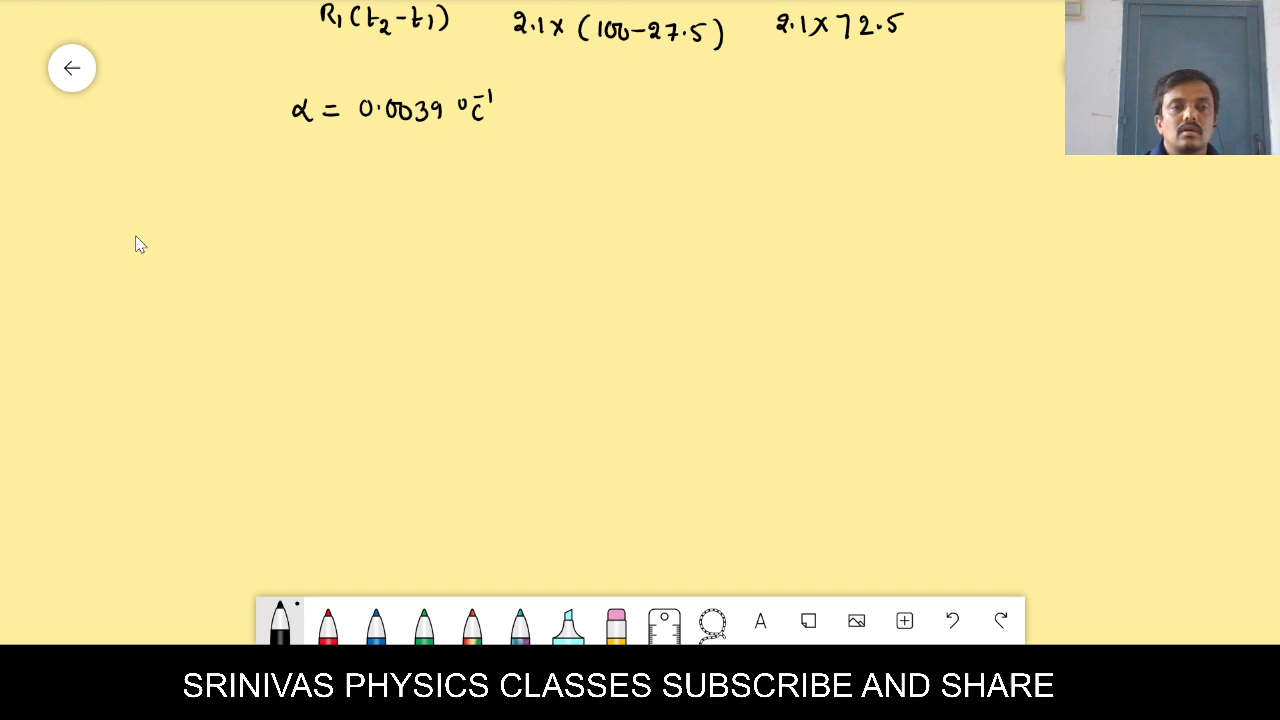 R₁(t₂-t₁) 2.1× (100-27.5) 2.1×72.5
α = 0.0039 °C⁻¹
A
SRINIVAS PHYSICS CLASSES SUBSCRIBE AND SHARE